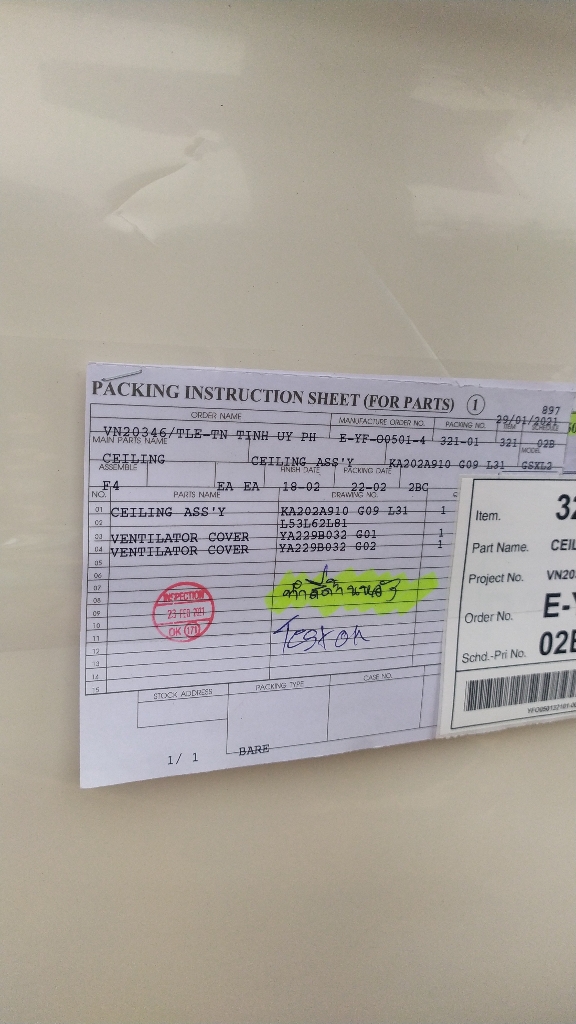 PACKING INSTRUCTION SHEET (FOR PARTS) 1
897
29/01/2021
ORDER NAME MANUFACTURE ORDER NO. PACKING NO. ITEM SCHEDULE
VN20346/TLE-TN TINH UY PH E-YF-00501-4 321-01 321 02B
MAIN PARTS NAME MODEL
CEILING CEILING ASS'Y KA202A910 G09 L31 GSXL2
ASSEMBLE FINISH DATE PACKING DATE
F4 EA EA 18-02 22-02 2BC
NO. PARTS NAME DRAWING NO.
01 CEILING ASS'Y KA202A910 G09 L31 1
02 L53L62L81
03 VENTILATOR COVER YA229B032 G01 1
04 VENTILATOR COVER YA229B032 G02 1
05
06
07
08
09
10
11
12
13
14
15
INSPECTION
23 FEB 2021
OK 171
Test on
STOCK ADDRESS PACKING TYPE CASE NO.
1/ 1 BARE
Item. 32
Part Name. CEIL
Project No. VN20
Order No. E-Y
Schd.-Pri No. 02B